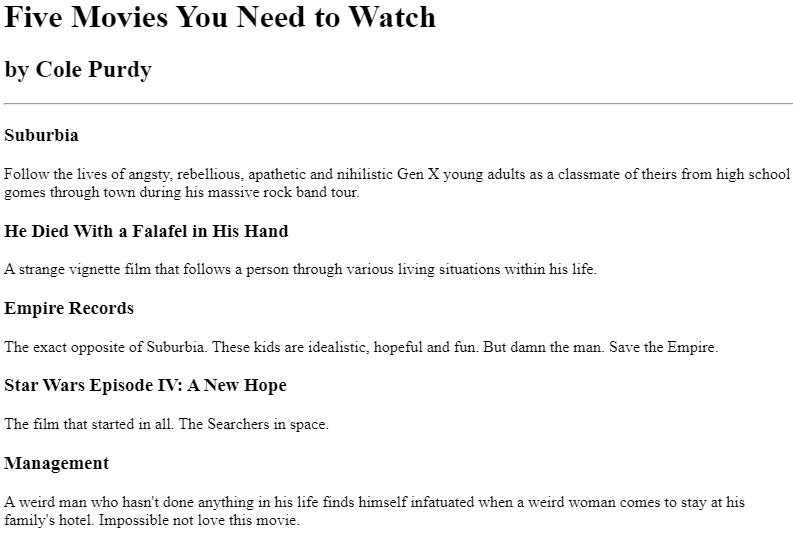 Five Movies You Need to Watch
by Cole Purdy
Suburbia
Follow the lives of angsty, rebellious, apathetic and nihilistic Gen X young adults as a classmate of theirs from high school
gomes through town during his massive rock band tour.
He Died With a Falafel in His Hand
A strange vignette film that follows a person through various living situations within his life.
Empire Records
The exact opposite of Suburbia. These kids are idealistic, hopeful and fun. But damn the man. Save the Empire.
Star Wars Episode IV: A New Hope
The film that started in all. The Searchers in space.
Management
A weird man who hasn't done anything in his life finds himself infatuated when a weird woman comes to stay at his
family's hotel. Impossible not love this movie.